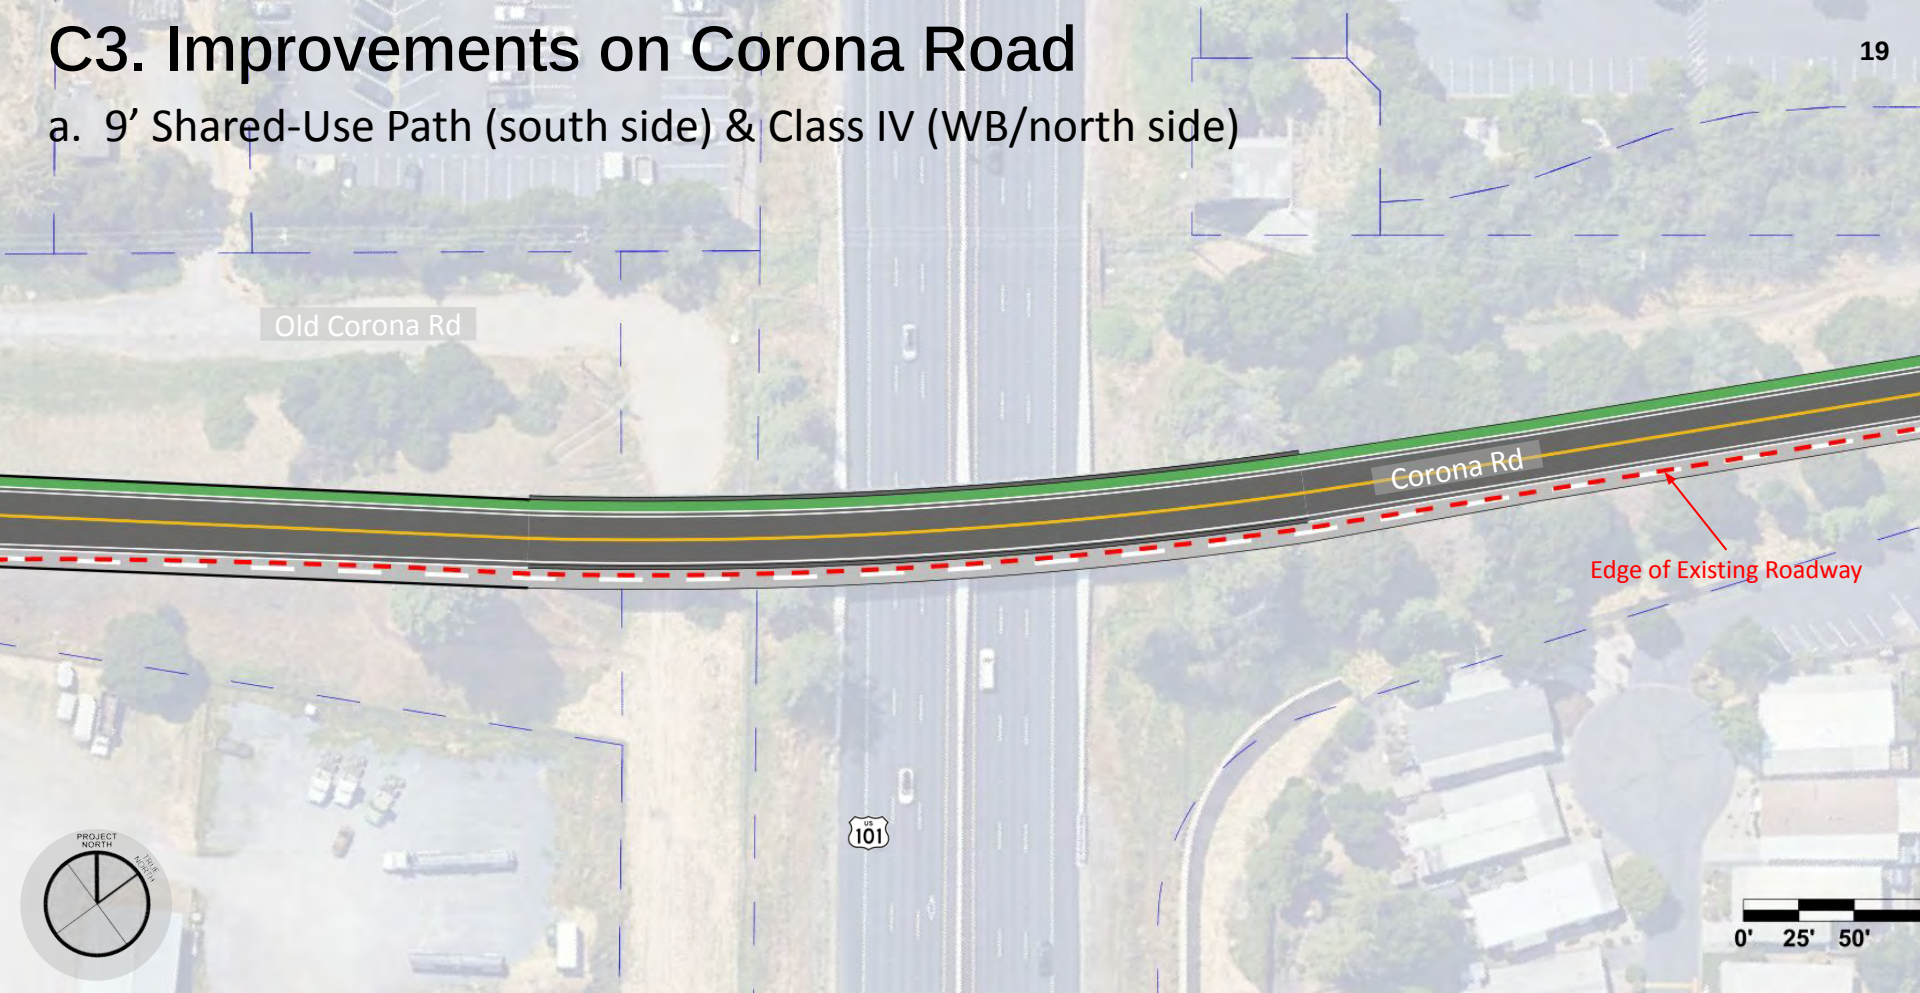 C3. Improvements on Corona Road
19
a. 9’ Shared-Use Path (south side) & Class IV (WB/north side)
Old Corona Rd
Corona Rd
Edge of Existing Roadway
US
101
PROJECT
NORTH
TRUE
NORTH
0' 25' 50'